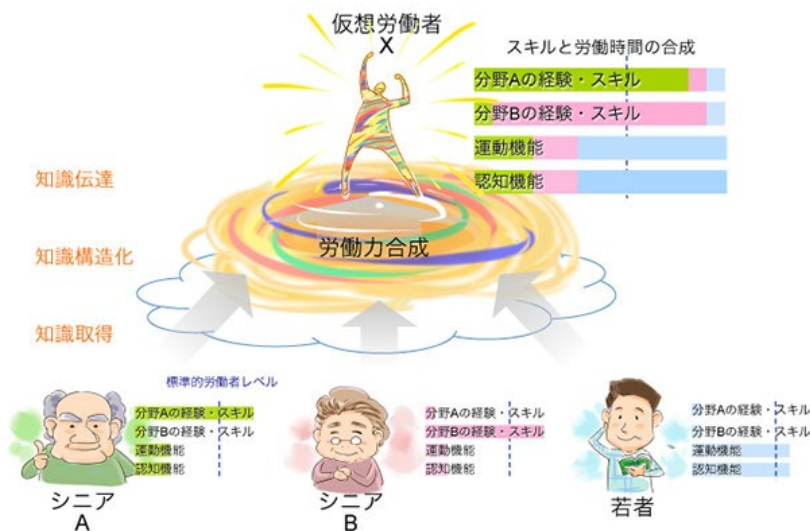 仮想労働者
X
スキルと労働時間の合成
分野Aの経験・スキル
分野Bの経験・スキル
運動機能
認知機能
知識伝達
労働力合成
知識構造化
知識取得
標準的労働者レベル
分野Aの経験・スキル
分野Bの経験・スキル
運動機能
認知機能
シニア
A
分野Aの経験・スキル
分野Bの経験・スキル
運動機能
認知機能
シニア
B
分野Aの経験・スキル
分野Bの経験・スキル
運動機能
認知機能
若者